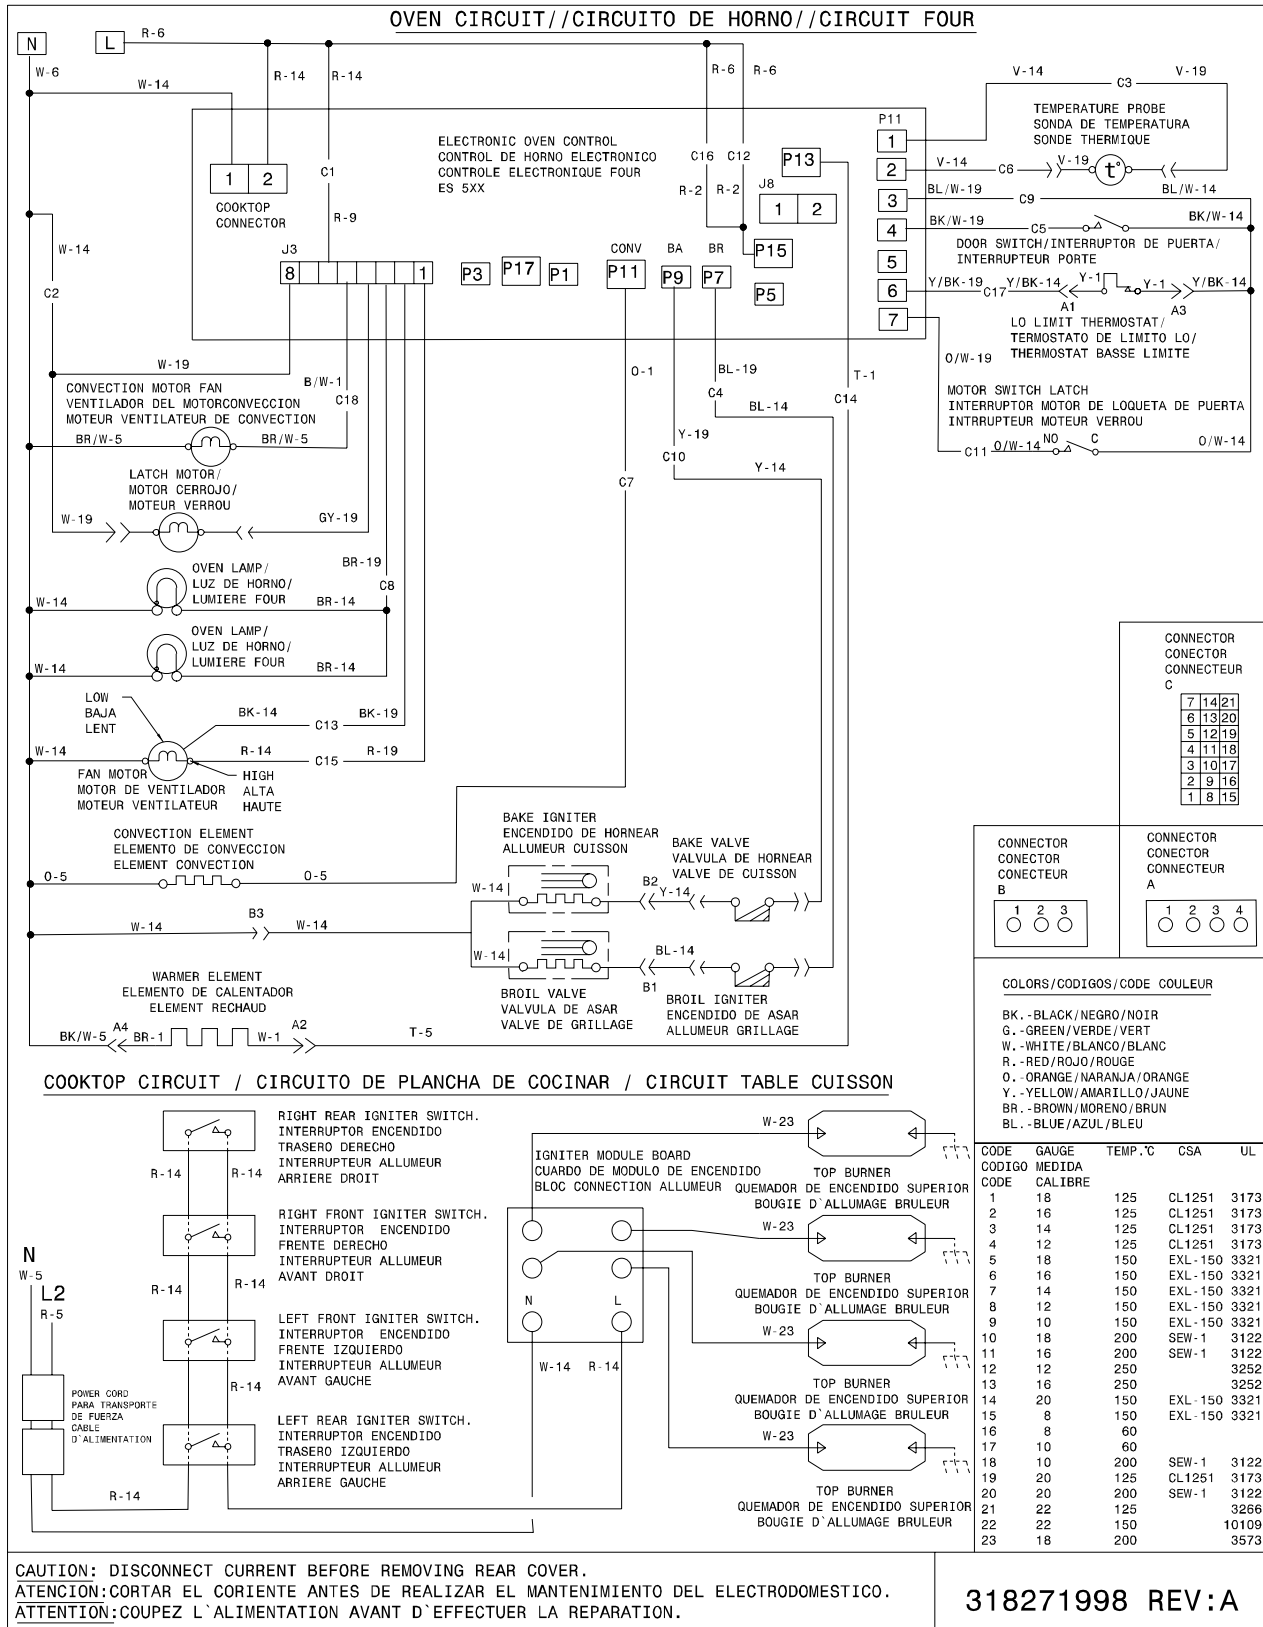 OVEN CIRCUIT//CIRCUITO DE HORNO//CIRCUIT FOUR
N
L
R-6
W-6
W-14
R-14
R-14
R-6
R-6
V-14
C3
V-19
TEMPERATURE PROBE
SONDA DE TEMPERATURA
SONDE THERMIQUE
P11
1
2
3
4
5
6
7
ELECTRONIC OVEN CONTROL
CONTROL DE HORNO ELECTRONICO
CONTROLE ELECTRONIQUE FOUR
ES 5XX
C16
C12
P13
R-2
R-2
J8
1
2
1
2
COOKTOP
CONNECTOR
C1
R-9
V-14
C6
V-19
t°
BL/W-19
C9
BL/W-14
BK/W-19
C5
BK/W-14
DOOR SWITCH/INTERRUPTOR DE PUERTA/
INTERRUPTEUR PORTE
J3
8
1
P3
P17
P1
CONV
P11
BA
P9
BR
P7
P15
P5
W-14
C2
Y/BK-19
C17
Y/BK-14
Y-1
Y-1
Y/BK-14
A1
A3
LO LIMIT THERMOSTAT/
TERMOSTATO DE LIMITO LO/
THERMOSTAT BASSE LIMITE
O/W-19
W-19
CONVECTION MOTOR FAN
VENTILADOR DEL MOTORCONVECCION
MOTEUR VENTILATEUR DE CONVECTION
B/W-1
C18
BR/W-5
BR/W-5
O-1
BL-19
C4
BL-14
T-1
C14
MOTOR SWITCH LATCH
INTERRUPTOR MOTOR DE LOQUETA DE PUERTA
INTRRUPTEUR MOTEUR VERROU
C11
O/W-14
NO
C
O/W-14
Y-19
C10
Y-14
C7
LATCH MOTOR/
MOTOR CERROJO/
MOTEUR VERROU
W-19
GY-19
BR-19
C8
OVEN LAMP/
LUZ DE HORNO/
LUMIERE FOUR
W-14
BR-14
OVEN LAMP/
LUZ DE HORNO/
LUMIERE FOUR
W-14
BR-14
LOW
BAJA
LENT
BK-14
C13
BK-19
W-14
R-14
C15
R-19
FAN MOTOR
MOTOR DE VENTILADOR
MOTEUR VENTILATEUR
HIGH
ALTA
HAUTE
CONNECTOR
CONECTOR
CONNECTEUR
C
7 14 21
6 13 20
5 12 19
4 11 18
3 10 17
2 9 16
1 8 15
CONVECTION ELEMENT
ELEMENTO DE CONVECCION
ELEMENT CONVECTION
O-5
O-5
BAKE IGNITER
ENCENDIDO DE HORNEAR
ALLUMEUR CUISSON
BAKE VALVE
VALVULA DE HORNEAR
VALVE DE CUISSON
W-14
B2
Y-14
B3
W-14
W-14
W-14
BL-14
B1
BROIL VALVE
VALVULA DE ASAR
VALVE DE GRILLAGE
BROIL IGNITER
ENCENDIDO DE ASAR
ALLUMEUR GRILLAGE
CONNECTOR
CONECTOR
CONECTEUR
B
1 2 3
CONNECTOR
CONECTOR
CONNECTEUR
A
1 2 3 4
WARMER ELEMENT
ELEMENTO DE CALENTADOR
ELEMENT RECHAUD
BK/W-5
A4
BR-1
W-1
A2
T-5
COLORS/CODIGOS/CODE COULEUR
BK.-BLACK/NEGRO/NOIR
G.-GREEN/VERDE/VERT
W.-WHITE/BLANCO/BLANC
R.-RED/ROJO/ROUGE
O.-ORANGE/NARANJA/ORANGE
Y.-YELLOW/AMARILLO/JAUNE
BR.-BROWN/MORENO/BRUN
BL.-BLUE/AZUL/BLEU
COOKTOP CIRCUIT / CIRCUITO DE PLANCHA DE COCINAR / CIRCUIT TABLE CUISSON
RIGHT REAR IGNITER SWITCH.
INTERRUPTOR ENCENDIDO
TRASERO DERECHO
INTERRUPTEUR ALLUMEUR
ARRIERE DROIT
R-14
R-14
RIGHT FRONT IGNITER SWITCH.
INTERRUPTOR ENCENDIDO
FRENTE DERECHO
INTERRUPTEUR ALLUMEUR
AVANT DROIT
R-14
R-14
LEFT FRONT IGNITER SWITCH.
INTERRUPTOR ENCENDIDO
FRENTE IZQUIERDO
INTERRUPTEUR ALLUMEUR
AVANT GAUCHE
R-14
LEFT REAR IGNITER SWITCH.
INTERRUPTOR ENCENDIDO
TRASERO IZQUIERDO
INTERRUPTEUR ALLUMEUR
ARRIERE GAUCHE
N
W-5
L2
R-5
POWER CORD
PARA TRANSPORTE
DE FUERZA
CABLE
D`ALIMENTATION
R-14
IGNITER MODULE BOARD
CUARDO DE MODULO DE ENCENDIDO
BLOC CONNECTION ALLUMEUR
N
L
W-14
R-14
W-23
TOP BURNER
QUEMADOR DE ENCENDIDO SUPERIOR
BOUGIE D`ALLUMAGE BRULEUR
W-23
TOP BURNER
QUEMADOR DE ENCENDIDO SUPERIOR
BOUGIE D`ALLUMAGE BRULEUR
W-23
TOP BURNER
QUEMADOR DE ENCENDIDO SUPERIOR
BOUGIE D`ALLUMAGE BRULEUR
W-23
TOP BURNER
QUEMADOR DE ENCENDIDO SUPERIOR
BOUGIE D`ALLUMAGE BRULEUR
CODE GAUGE TEMP.°C CSA UL
CODIGO MEDIDA
CODE CALIBRE
1 18 125 CL1251 3173
2 16 125 CL1251 3173
3 14 125 CL1251 3173
4 12 125 CL1251 3173
5 18 150 EXL-150 3321
6 16 150 EXL-150 3321
7 14 150 EXL-150 3321
8 12 150 EXL-150 3321
9 10 150 EXL-150 3321
10 18 200 SEW-1 3122
11 16 200 SEW-1 3122
12 12 250 3252
13 16 250 3252
14 20 150 EXL-150 3321
15 8 150 EXL-150 3321
16 8 60
17 10 60
18 10 200 SEW-1 3122
19 20 125 CL1251 3173
20 20 200 SEW-1 3122
21 22 125 3266
22 22 150 10109
23 18 200 3573
CAUTION: DISCONNECT CURRENT BEFORE REMOVING REAR COVER.
ATENCION:CORTAR EL CORIENTE ANTES DE REALIZAR EL MANTENIMIENTO DEL ELECTRODOMESTICO.
ATTENTION:COUPEZ L`ALIMENTATION AVANT D`EFFECTUER LA REPARATION.
318271998 REV:A